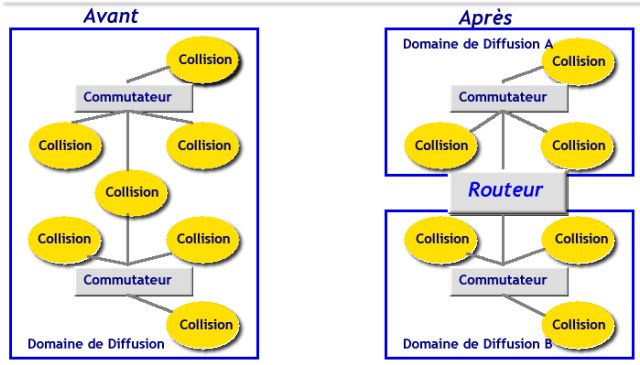 Avant
Collision
Commutateur
Collision
Collision
Collision
Collision
Collision
Commutateur
Collision
Domaine de Diffusion
Après
Domaine de Diffusion A
Collision
Commutateur
Collision
Collision
Routeur
Collision
Collision
Commutateur
Collision
Domaine de Diffusion B